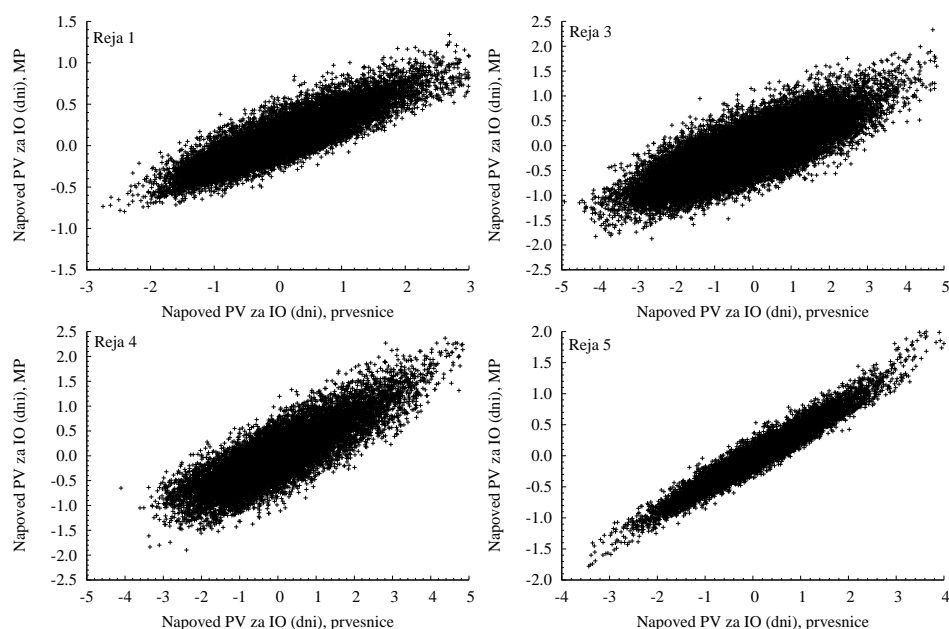 Reja 1
Napoved PV za IO (dni), MP
1.5
1.0
0.5
0.0
-0.5
-1.0
-1.5
-3 -2 -1 0 1 2 3
Napoved PV za IO (dni), prvesnice
Reja 3
Napoved PV za IO (dni), MP
2.5
2.0
1.5
1.0
0.5
0.0
-0.5
-1.0
-1.5
-2.0
-2.5
-5 -4 -3 -2 -1 0 1 2 3 4 5
Napoved PV za IO (dni), prvesnice
Reja 4
Napoved PV za IO (dni), MP
2.5
2.0
1.5
1.0
0.5
0.0
-0.5
-1.0
-1.5
-2.0
-2.5
-5 -4 -3 -2 -1 0 1 2 3 4 5
Napoved PV za IO (dni), prvesnice
Reja 5
Napoved PV za IO (dni), MP
2.0
1.5
1.0
0.5
0.0
-0.5
-1.0
-1.5
-2.0
-4 -3 -2 -1 0 1 2 3 4
Napoved PV za IO (dni), prvesnice